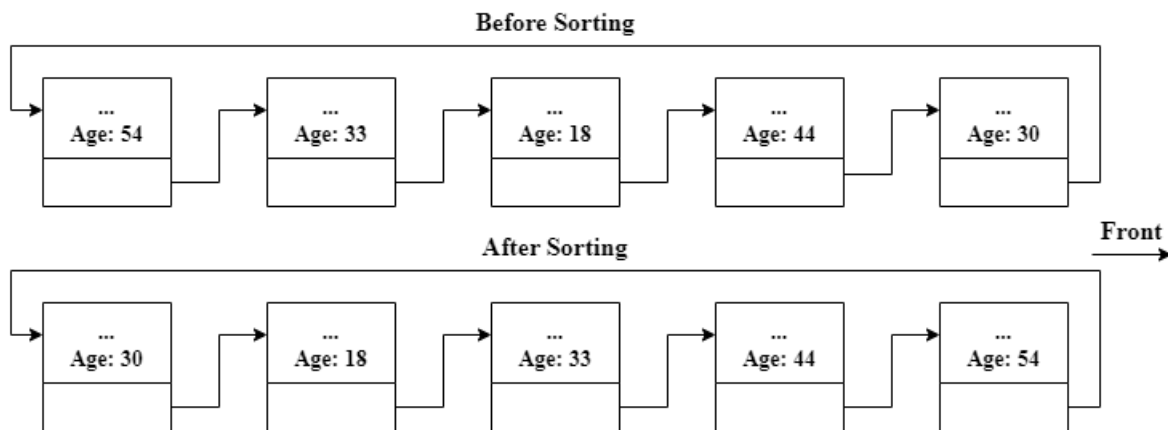 Before Sorting
...
Age: 54
...
Age: 33
...
Age: 18
...
Age: 44
...
Age: 30
Front
After Sorting
...
Age: 30
...
Age: 18
...
Age: 33
...
Age: 44
...
Age: 54